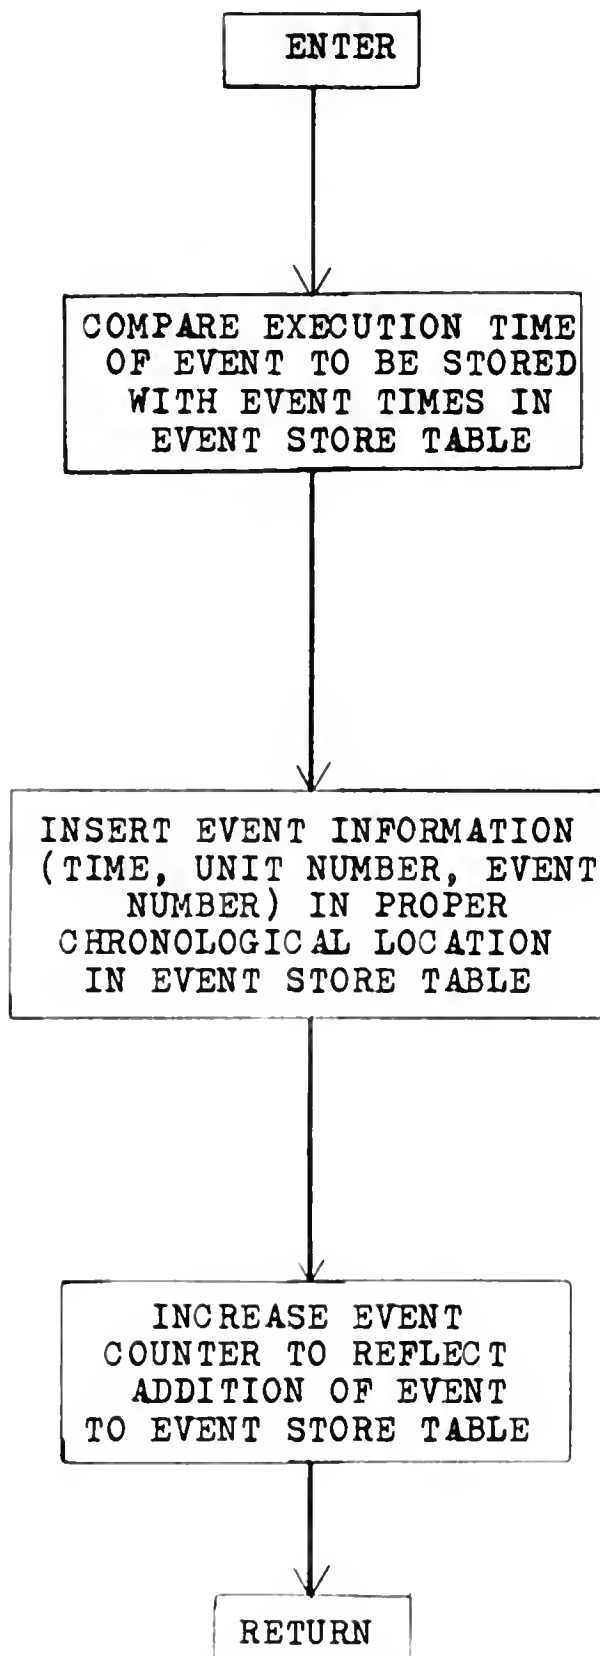 ENTER
COMPARE EXECUTION TIME
OF EVENT TO BE STORED
WITH EVENT TIMES IN
EVENT STORE TABLE
INSERT EVENT INFORMATION
(TIME, UNIT NUMBER, EVENT
NUMBER) IN PROPER
CHRONOLOGICAL LOCATION
IN EVENT STORE TABLE
INCREASE EVENT
COUNTER TO REFLECT
ADDITION OF EVENT
TO EVENT STORE TABLE
RETURN